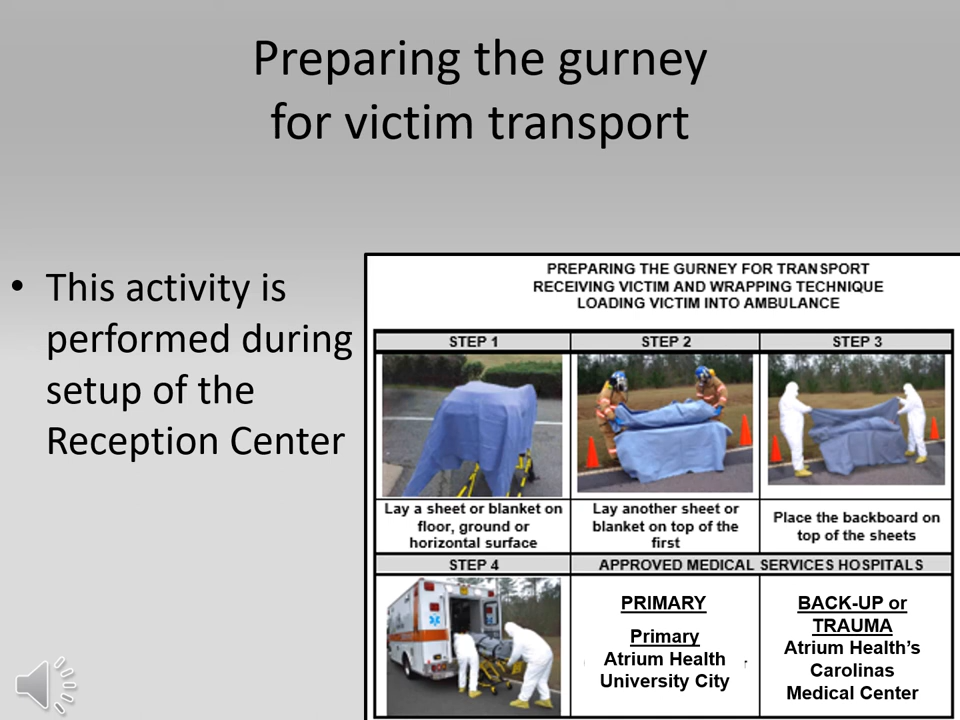 Preparing the gurney
for victim transport
• This activity is
performed during
setup of the
Reception Center
PREPARING THE GURNEY FOR TRANSPORT
RECEIVING VICTIM AND WRAPPING TECHNIQUE
LOADING VICTIM INTO AMBULANCE
STEP 1
STEP 2
STEP 3
Lay a sheet or blanket on
floor, ground or
horizontal surface
Lay another sheet or
blanket on top of the
first
Place the backboard on
top of the sheets
STEP 4
APPROVED MEDICAL SERVICES HOSPITALS
PRIMARY
Primary
Atrium Health
University City
BACK-UP or
TRAUMA
Atrium Health's
Carolinas
Medical Center